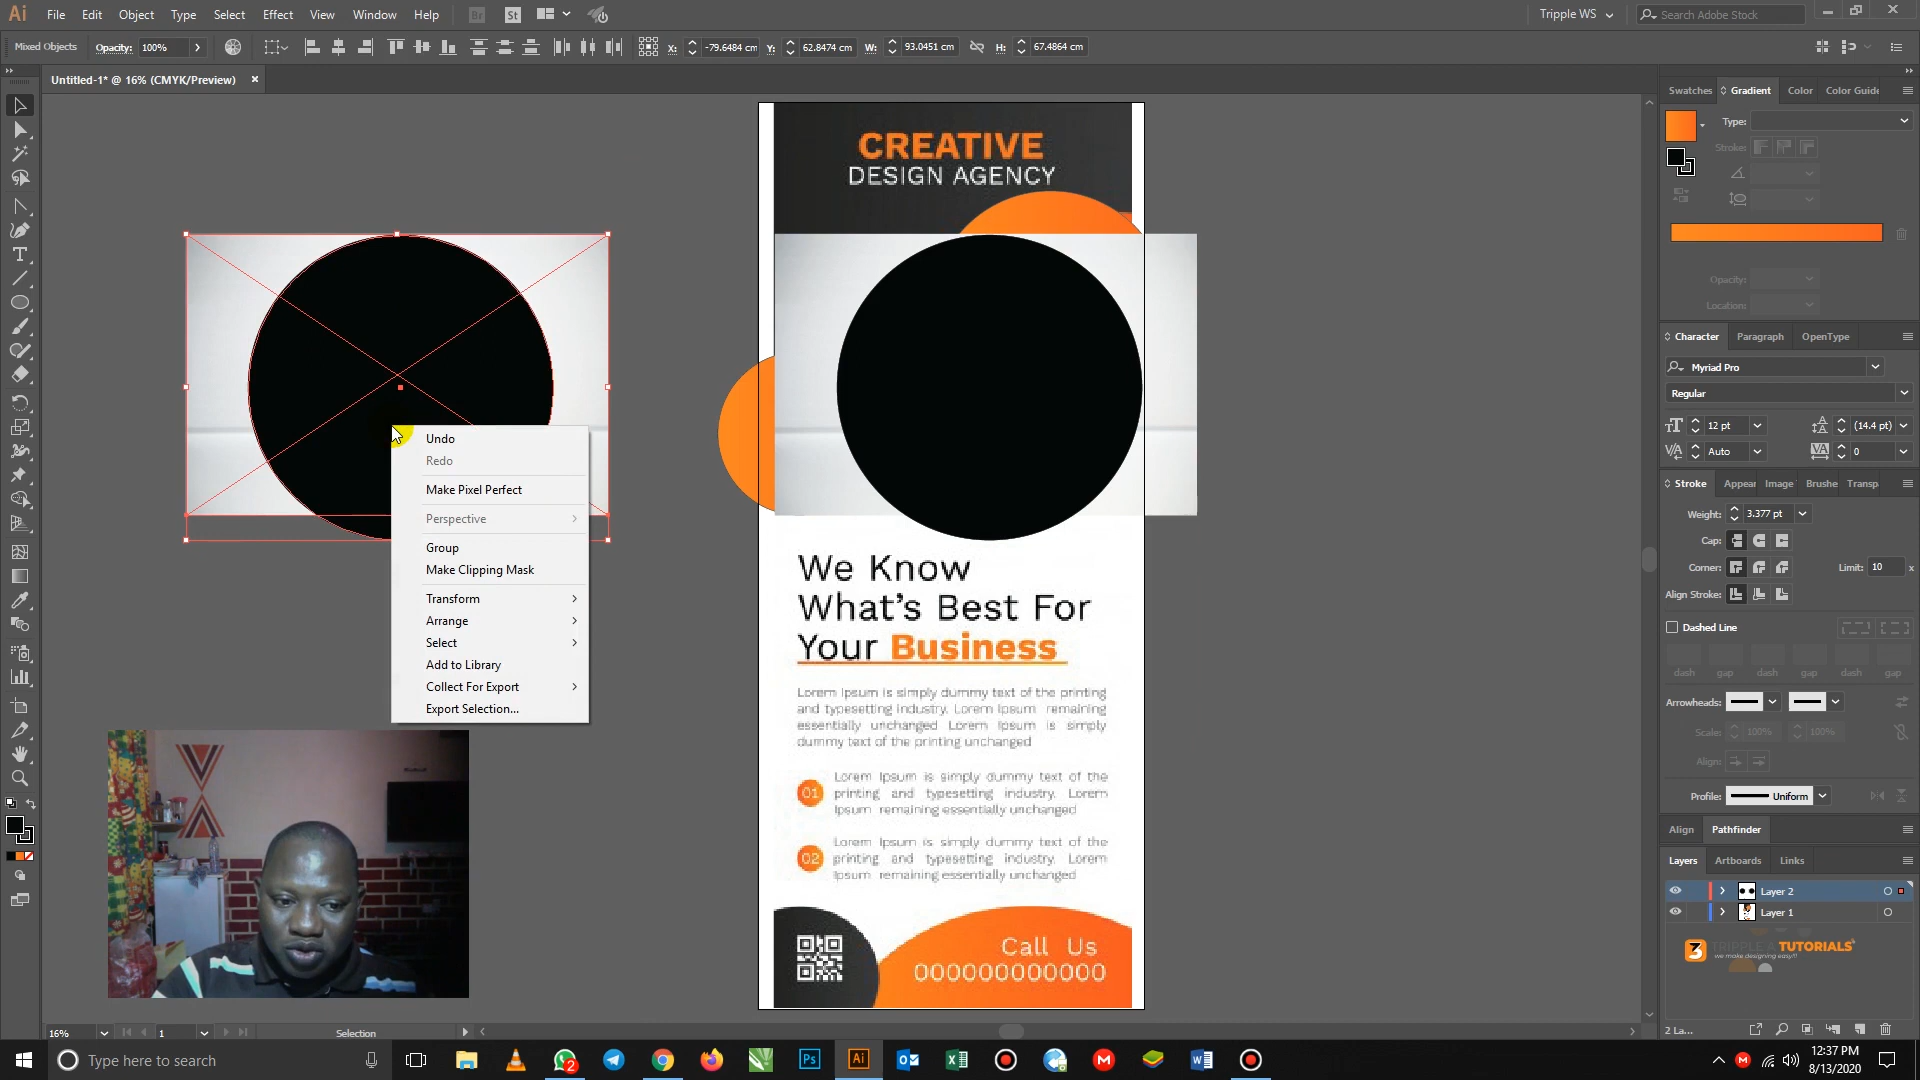 Ai File Edit Object Type Select Effect View Window Help Br St Tripple WS Search Adobe Stock
Mixed Objects Opacity: 100% X: -79.6484 cm Y: 62.8474 cm W: 93.0451 cm H: 67.4864 cm
Untitled-1* @ 16% (CMYK/Preview)
CREATIVE
DESIGN AGENCY
Undo
Redo
Make Pixel Perfect
Perspective
Group
Make Clipping Mask
Transform
Arrange
Select
Add to Library
Collect For Export
Export Selection...
We Know
What's Best For
Your Business
Lorem Ipsum is simply dummy text of the printing
and typesetting industry. Lorem Ipsum remaining
essentially unchanged Lorem Ipsum is simply
dummy text of the printing unchanged
01
Lorem Ipsum is simply dummy text of the
printing and typesetting industry. Lorem
Ipsum remaining essentially unchanged
02
Lorem Ipsum is simply dummy text of the
printing and typesetting industry. Lorem
Ipsum remaining essentially unchanged
Call Us
000000000000
Swatches Gradient Color Color Guide
Type:
Stroke:
Opacity:
Location:
Character Paragraph OpenType
Myriad Pro
Regular
12 pt (14.4 pt)
Auto 0
Stroke Appear Image Brushe Transp
Weight: 3.377 pt
Cap:
Corner: Limit: 10 x
Align Stroke:
Dashed Line
dash gap dash gap dash gap
Arrowheads:
Scale: 100% 100%
Align:
Profile: Uniform
Align Pathfinder
Layers Artboards Links
Layer 2
Layer 1
3 TRIPPLE A TUTORIALS
we make designing easy!!!
2 La...
16% 1 Selection
Type here to search
2
Ps Ai
12:37 PM
8/13/2020